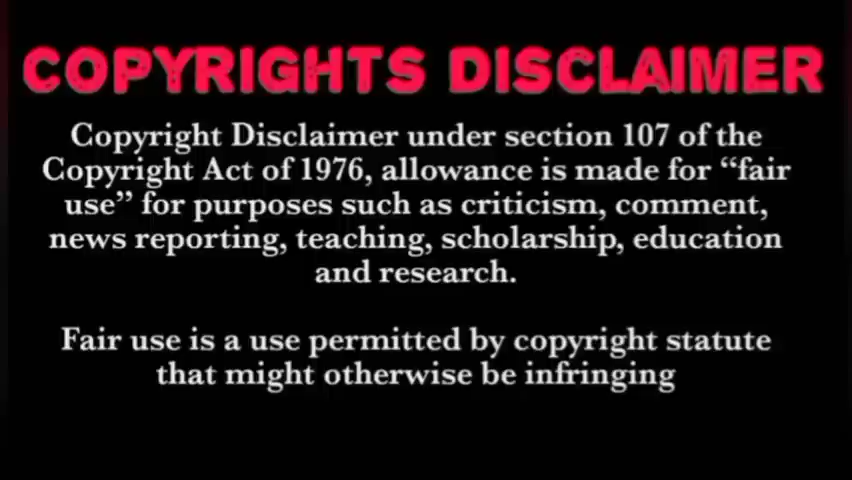 COPYRIGHTS DISCLAIMER
Copyright Disclaimer under section 107 of the
Copyright Act of 1976, allowance is made for “fair
use” for purposes such as criticism, comment,
news reporting, teaching, scholarship, education
and research.
Fair use is a use permitted by copyright statute
that might otherwise be infringing